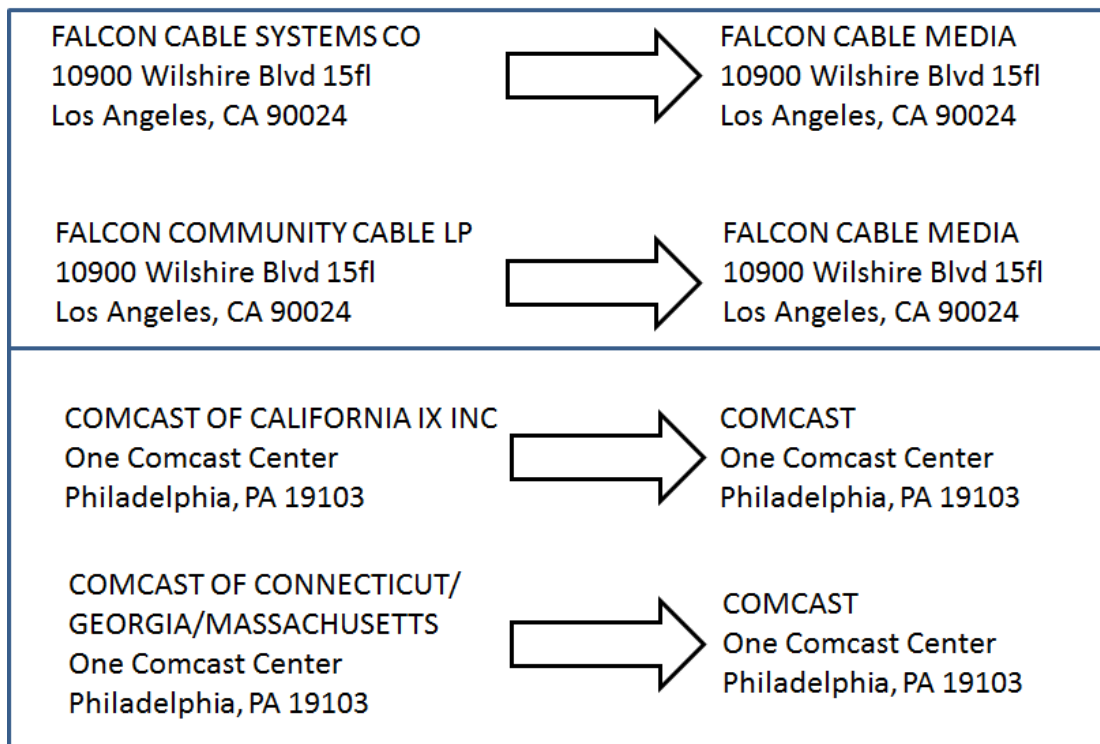 FALCON CABLE SYSTEMS CO
10900 Wilshire Blvd 15fl
Los Angeles, CA 90024
FALCON CABLE MEDIA
10900 Wilshire Blvd 15fl
Los Angeles, CA 90024
FALCON COMMUNITY CABLE LP
10900 Wilshire Blvd 15fl
Los Angeles, CA 90024
FALCON CABLE MEDIA
10900 Wilshire Blvd 15fl
Los Angeles, CA 90024
COMCAST OF CALIFORNIA IX INC
One Comcast Center
Philadelphia, PA 19103
COMCAST
One Comcast Center
Philadelphia, PA 19103
COMCAST OF CONNECTICUT/
GEORGIA/MASSACHUSETTS
One Comcast Center
Philadelphia, PA 19103
COMCAST
One Comcast Center
Philadelphia, PA 19103